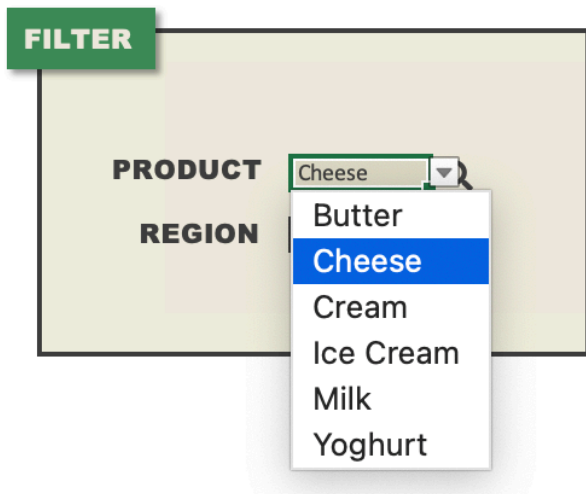 FILTER
PRODUCT Cheese
REGION
Butter
Cheese
Cream
Ice Cream
Milk
Yoghurt